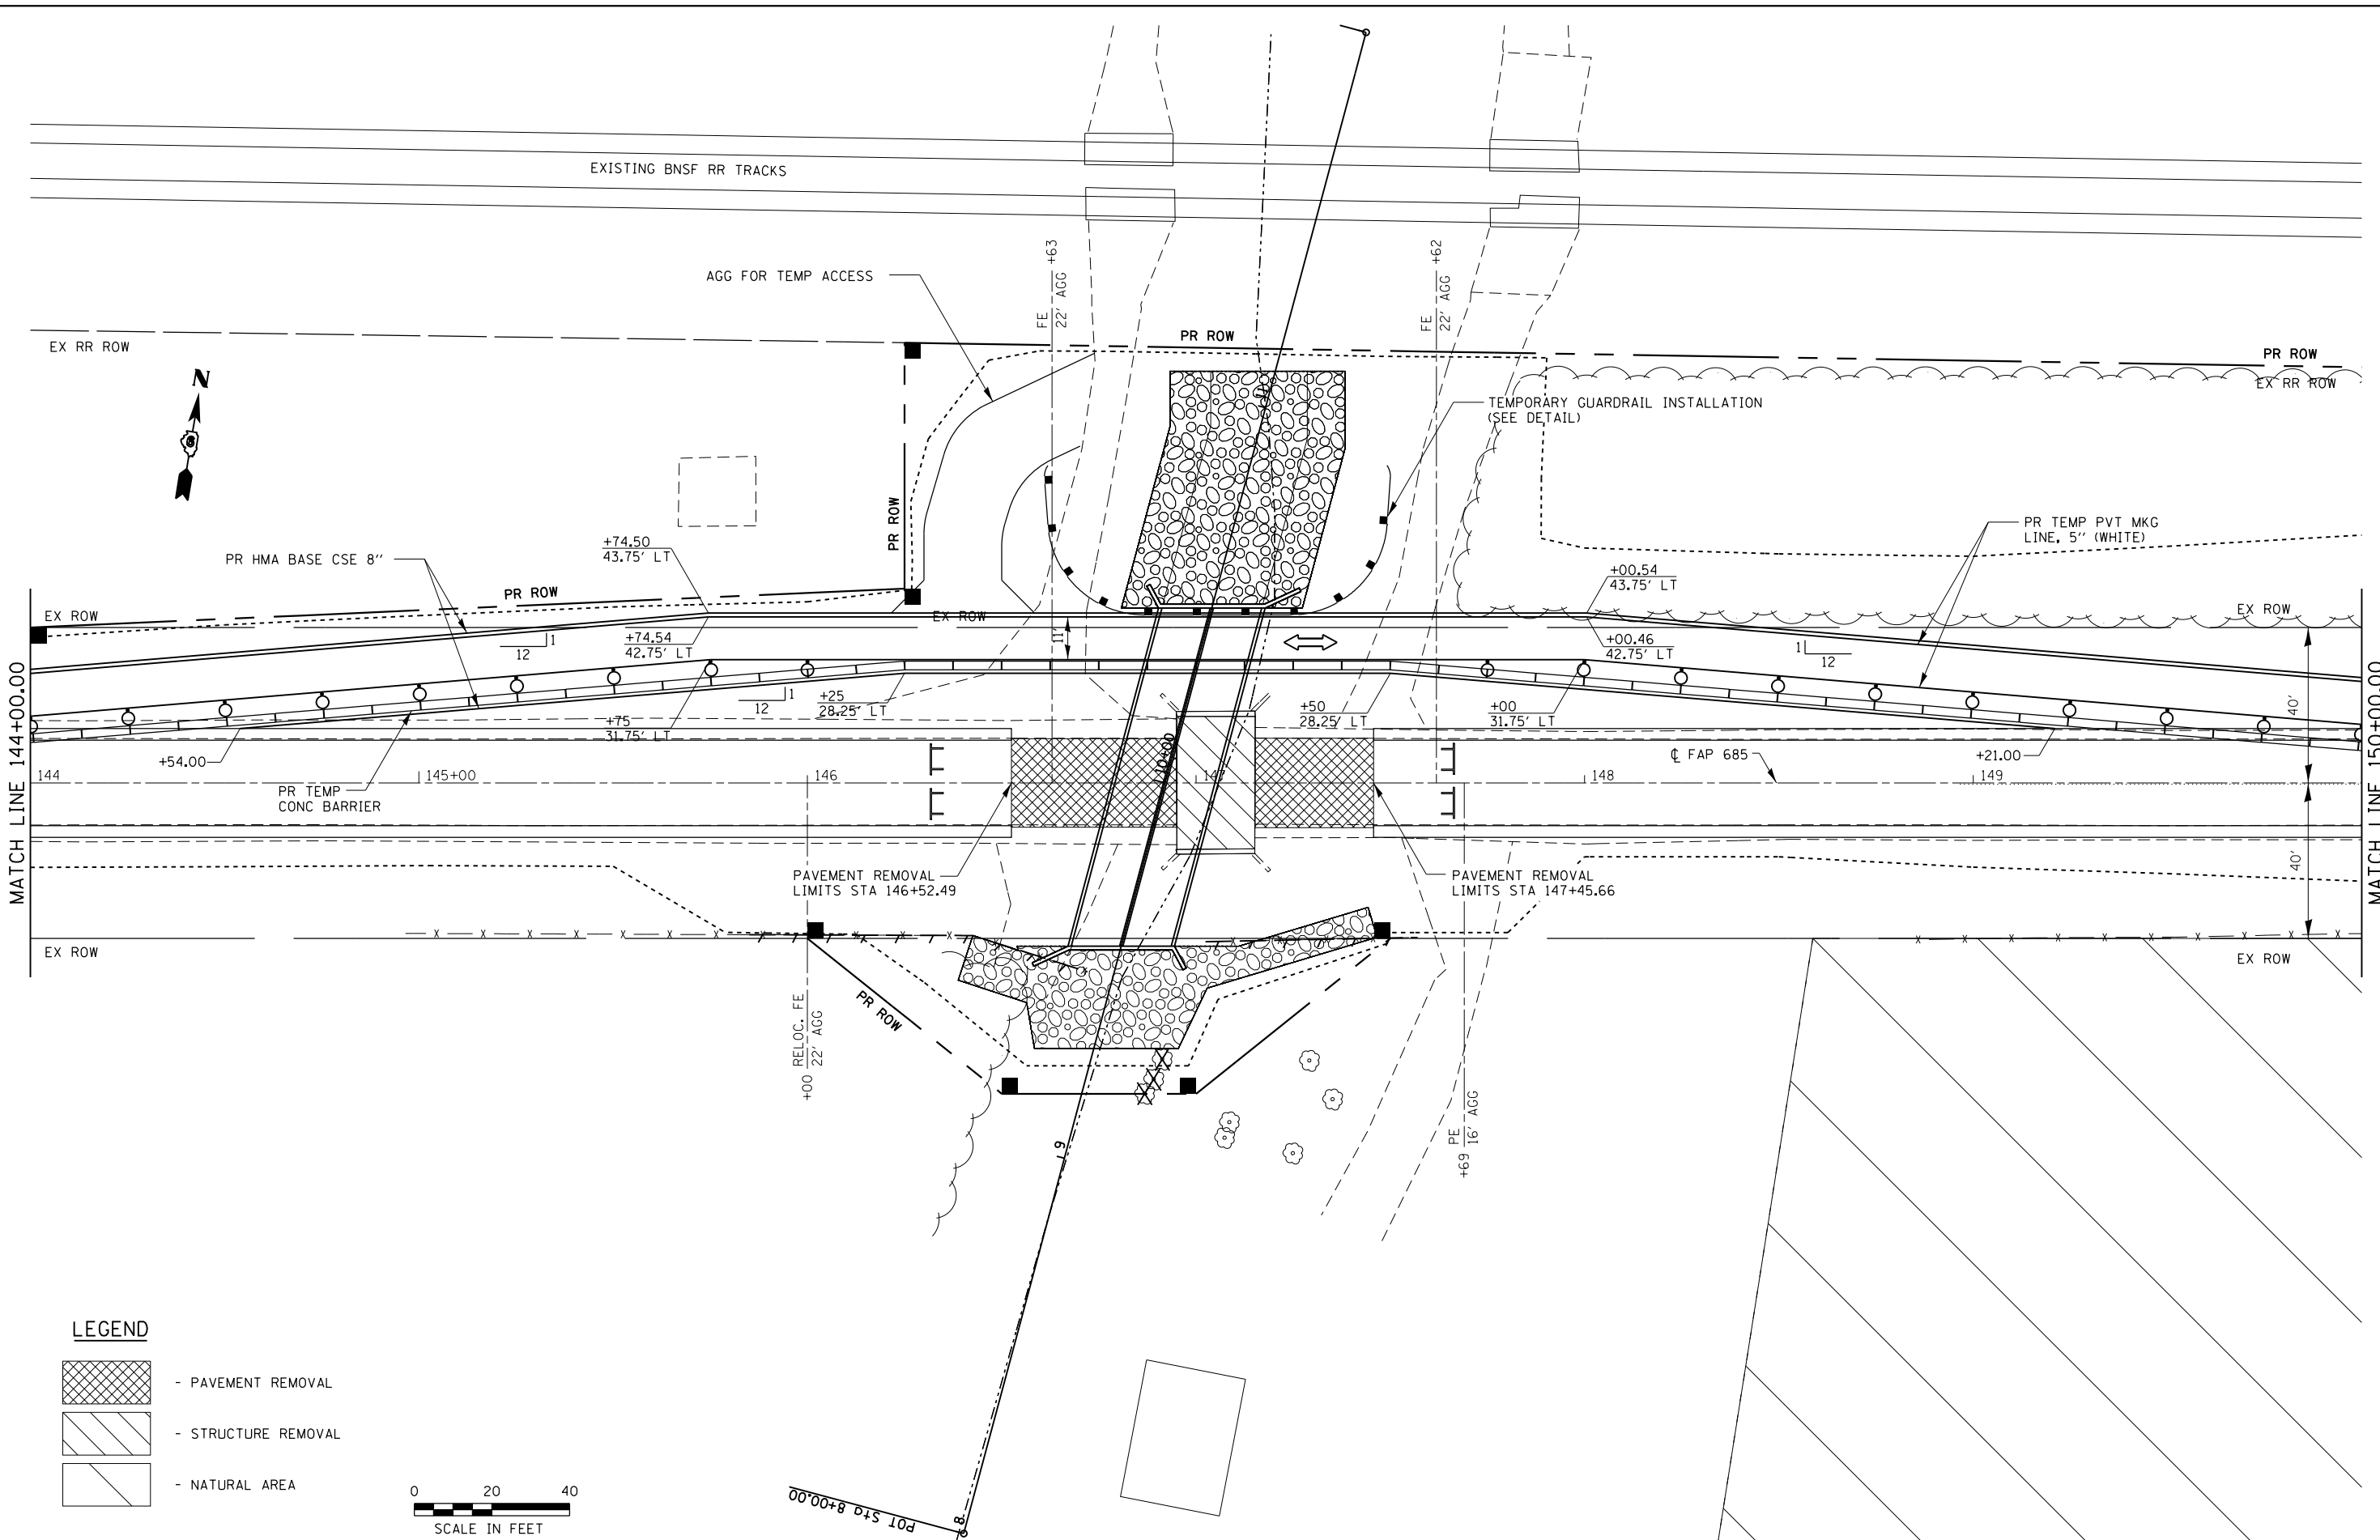 EXISTING BNSF RR TRACKS
AGG FOR TEMP ACCESS
FE +63
22' AGG
FE +62
22' AGG
EX RR ROW
PR ROW
PR ROW
EX RR ROW
N
TEMPORARY GUARDRAIL INSTALLATION
(SEE DETAIL)
PR ROW
11
PR HMA BASE CSE 8"
+74.50
43.75' LT
PR TEMP PVT MKG
LINE, 5" (WHITE)
+00.54
43.75' LT
PR ROW
EX ROW
EX ROW
EX ROW
+74.54
42.75' LT
11'
+00.46
42.75' LT
1
12
1
12
1
12
+25
28.25' LT
+75
31.75' LT
+50
28.25' LT
+00
31.75' LT
40'
MATCH LINE 144+00.00
MATCH LINE 150+00.00
+54.00
℄ FAP 685
+21.00
144
145+00
146
L10+00
14
148
149
PR TEMP
CONC BARRIER
40'
PAVEMENT REMOVAL
LIMITS STA 146+52.49
PAVEMENT REMOVAL
LIMITS STA 147+45.66
EX ROW
EX ROW
PR ROW
+00 RELOC. FE
22' AGG
+69 PE
16' AGG
9
8
POT Sta 8+00.00
LEGEND
- PAVEMENT REMOVAL
- STRUCTURE REMOVAL
- NATURAL AREA
0 20 40
SCALE IN FEET